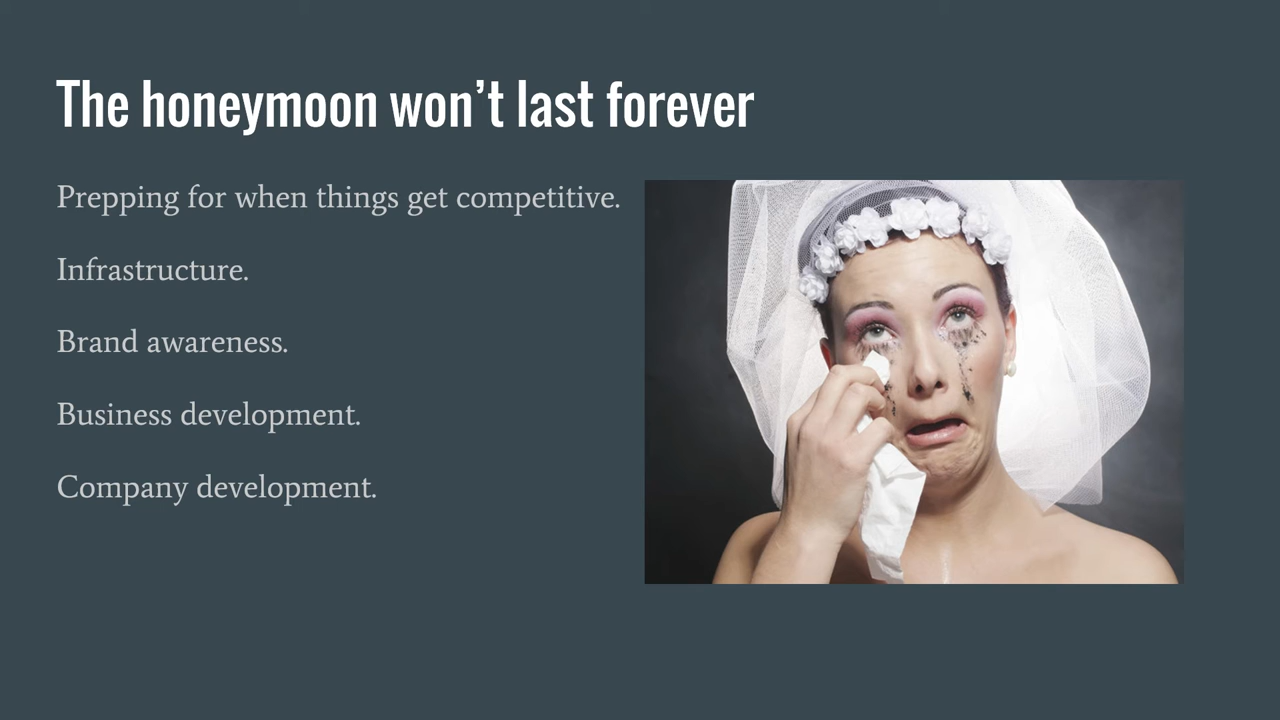 The honeymoon won’t last forever
Prepping for when things get competitive.
Infrastructure.
Brand awareness.
Business development.
Company development.